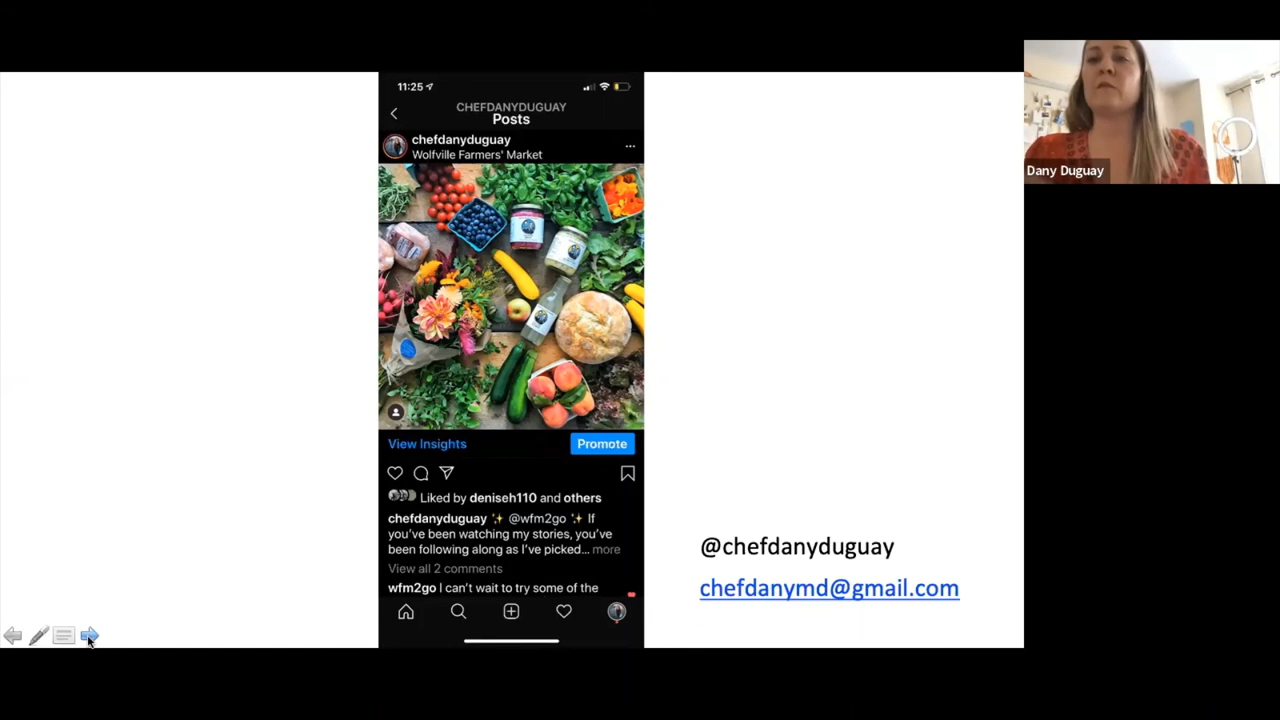 11:25
CHEFDANYDUGUAY
Posts
chefdanyduguay
Wolfville Farmers' Market
View Insights
Promote
Liked by deniseh110 and others
chefdanyduguay ✨ @wfm2go ✨ If
you've been watching my stories, you've
been following along as I've picked... more
View all 2 comments
wfm2go I can't wait to try some of the
@chefdanyduguay
chefdanymd@gmail.com
Dany Duguay